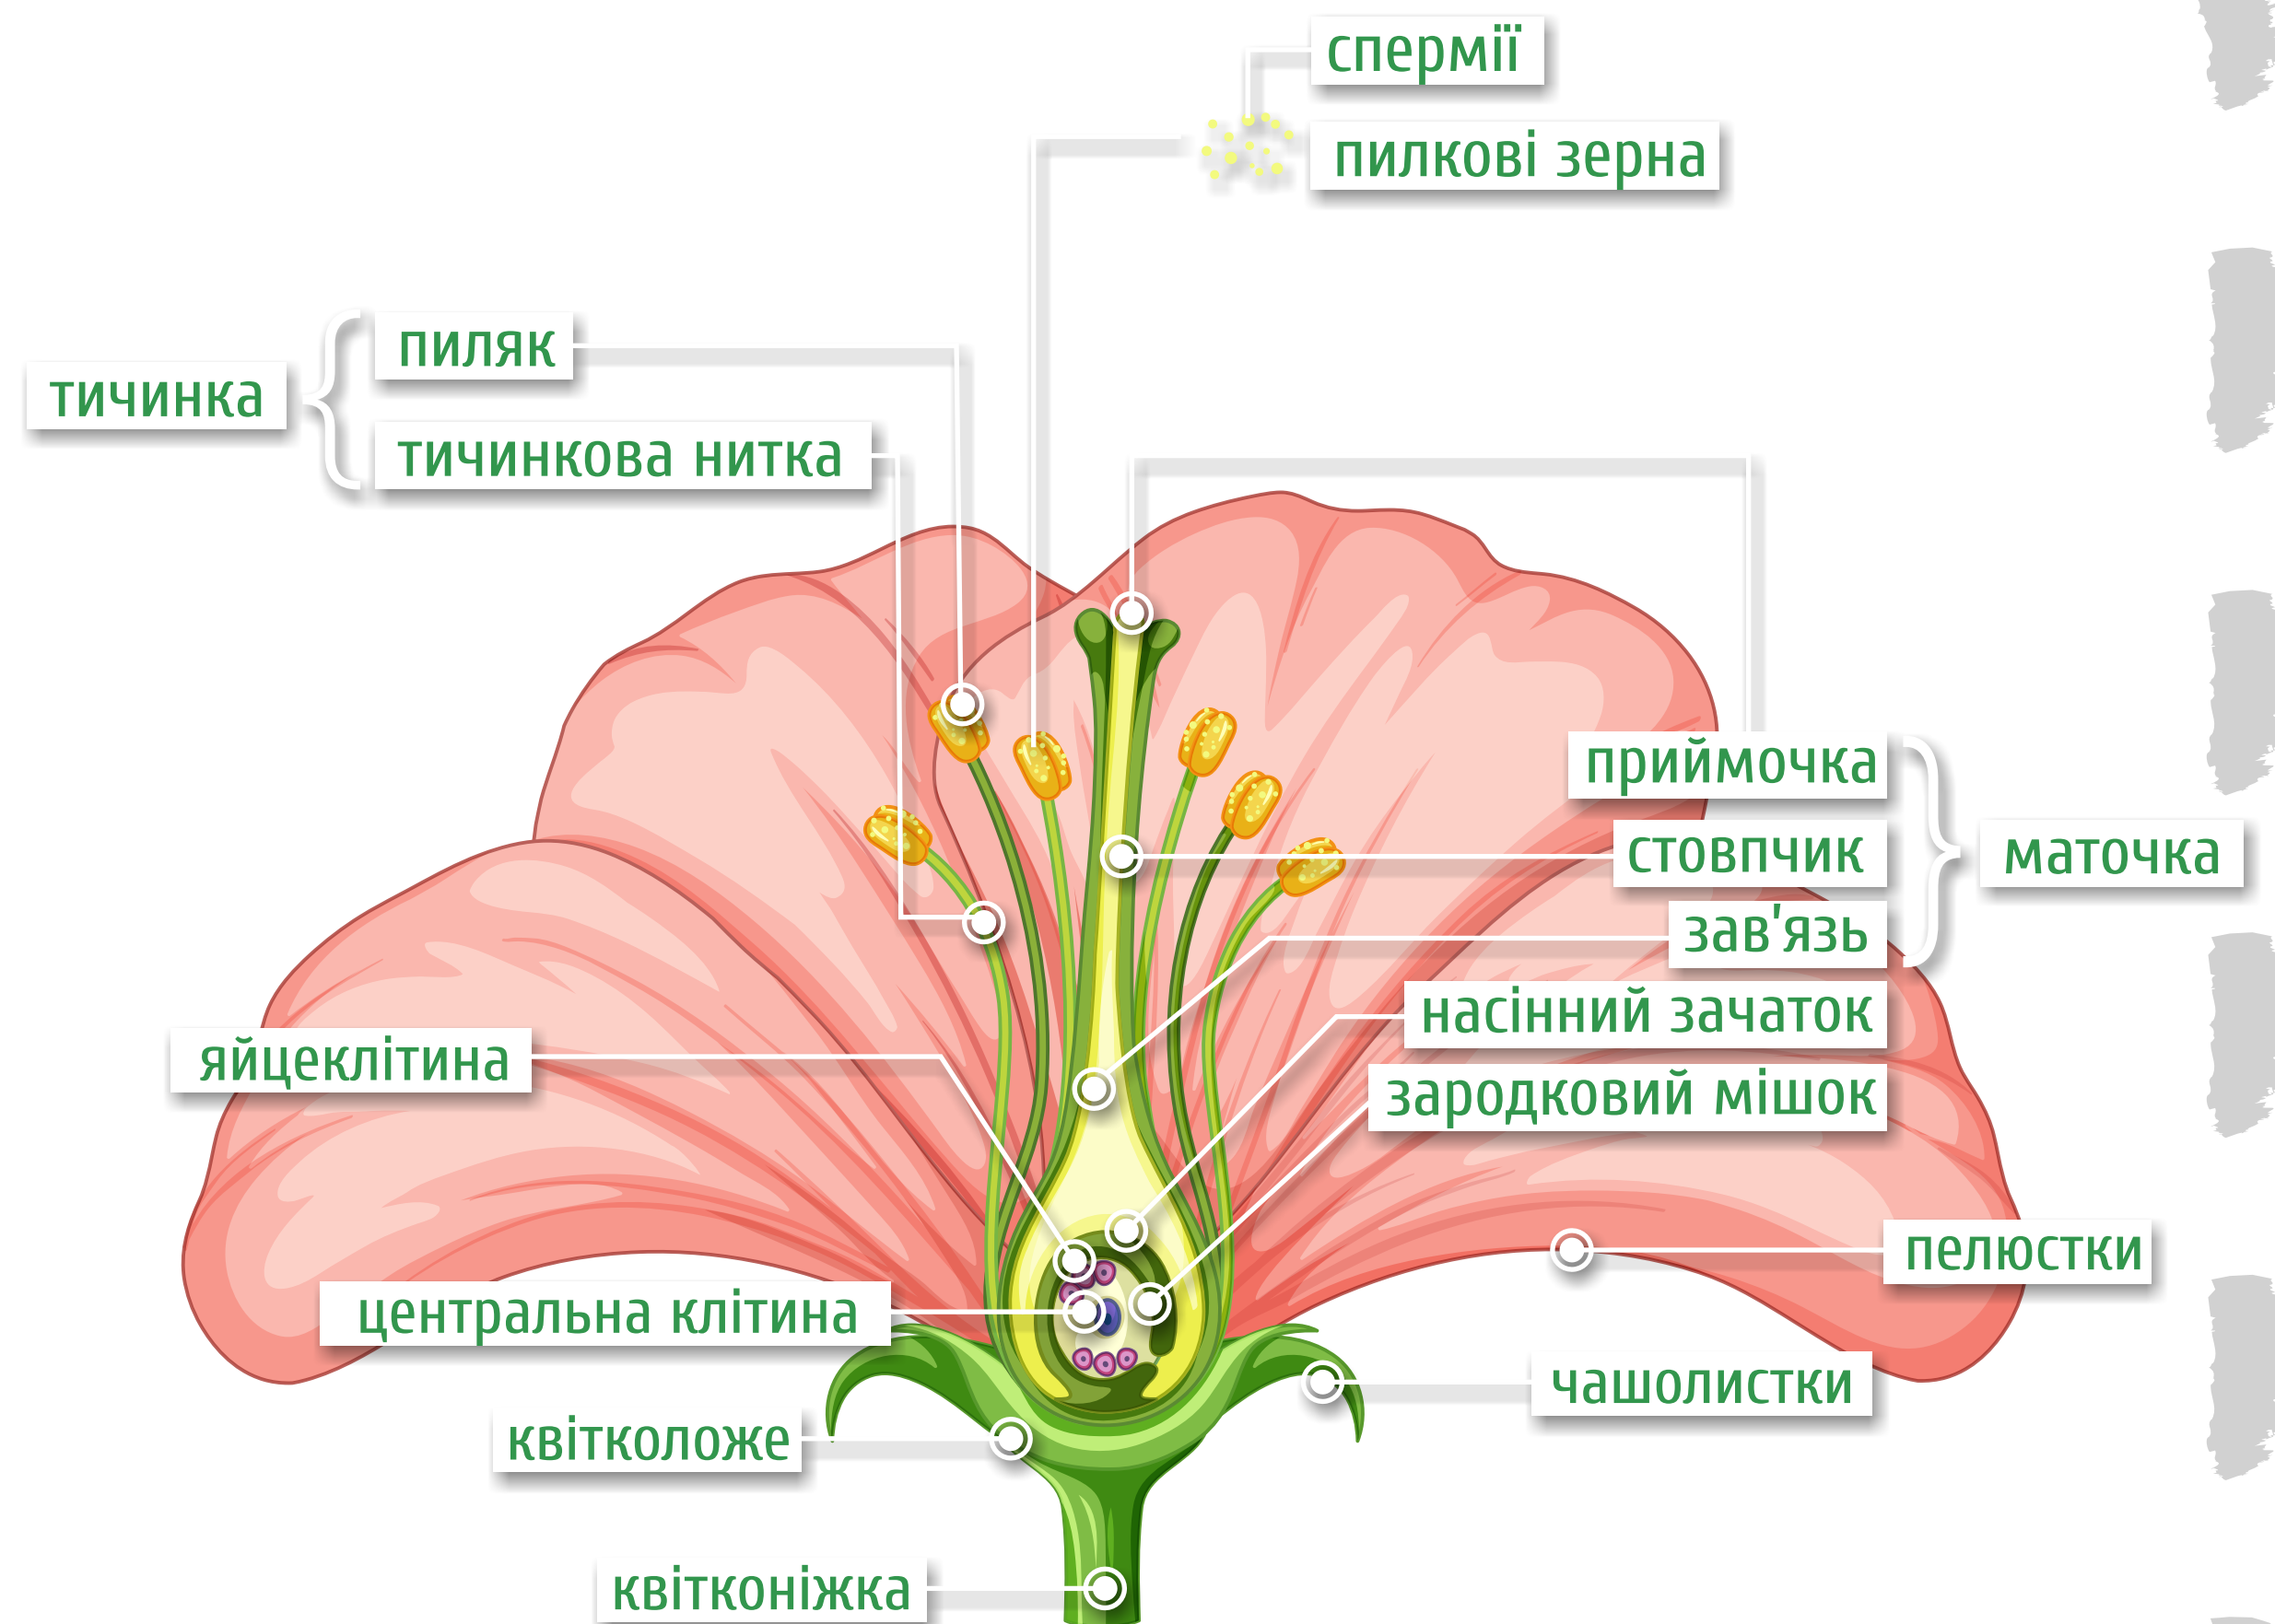 спермії
пилкові зерна
пиляк
тичинка
тичинкова нитка
приймочка
стовпчик
маточка
зав'язь
насінний зачаток
яйцеклітина
зародковий мішок
пелюстки
центральна клітина
чашолистки
квітколоже
квітконіжка